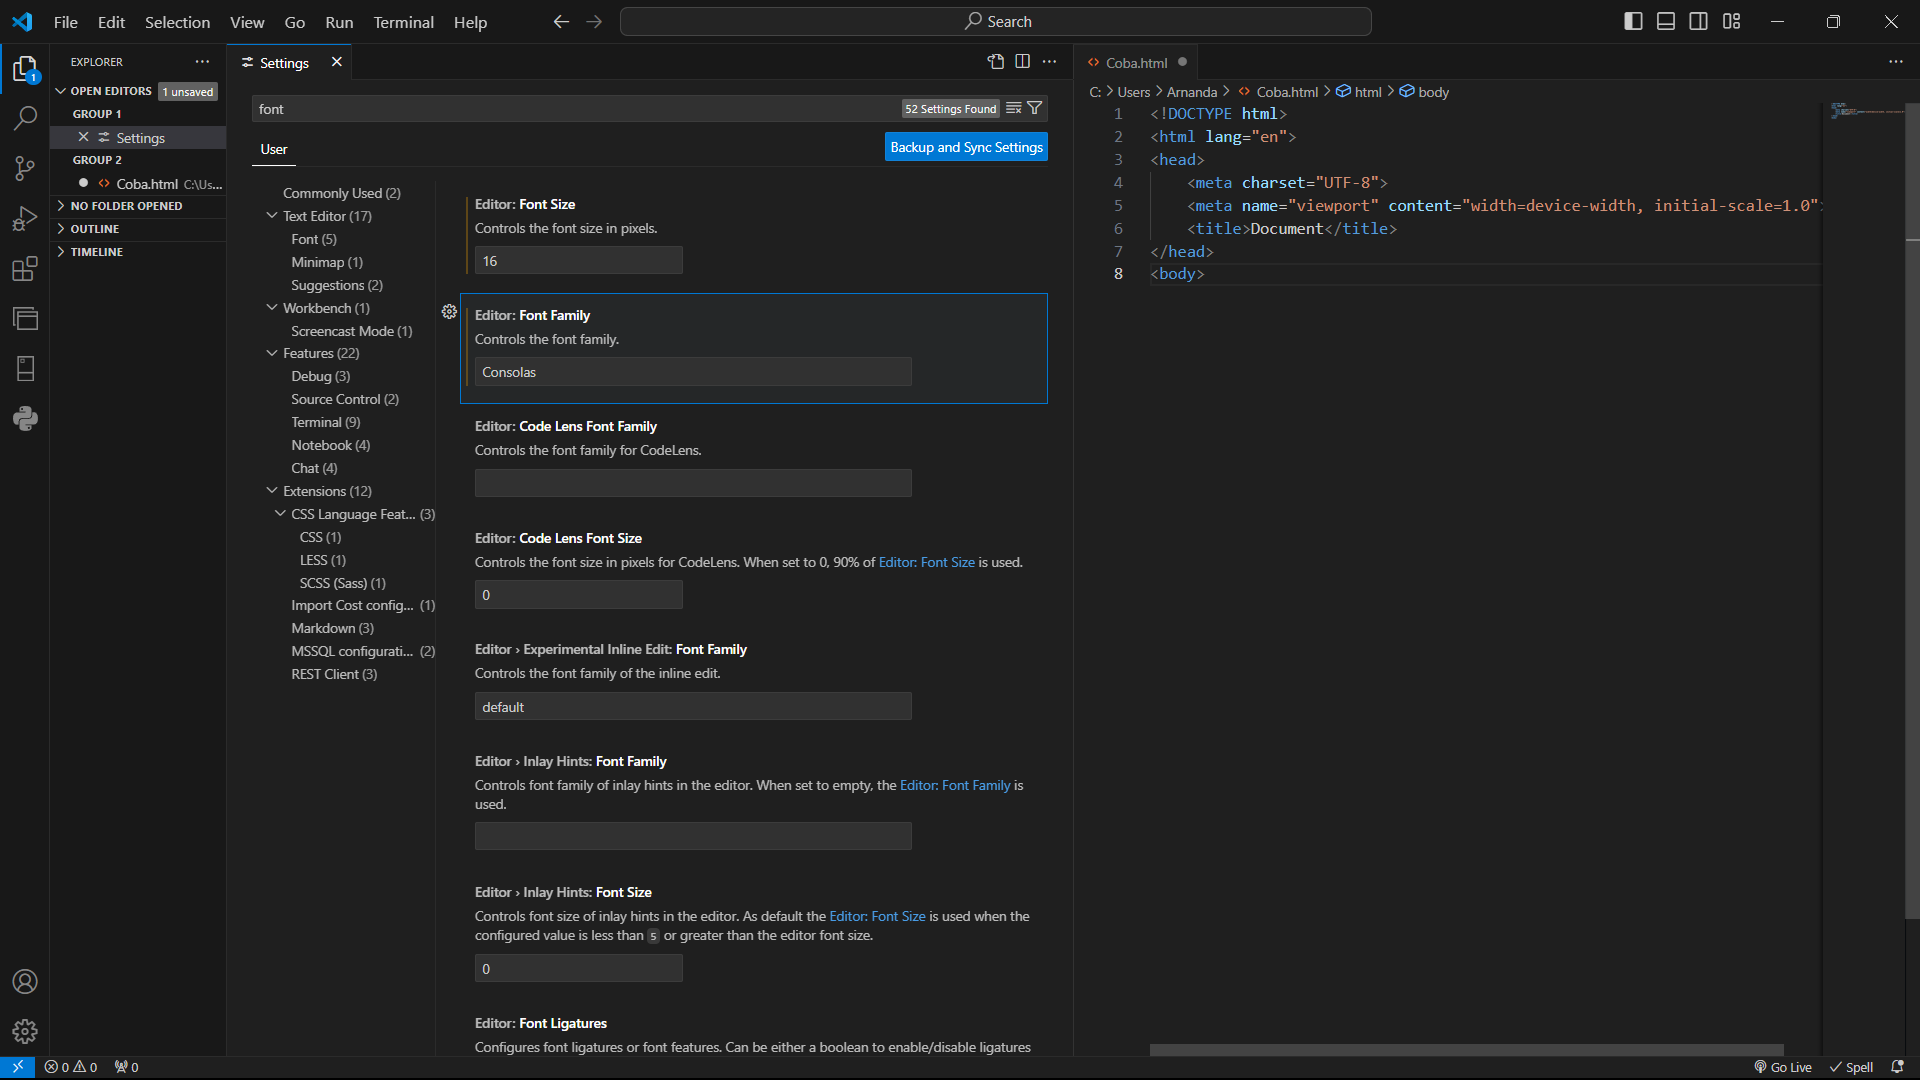 File Edit Selection View Go Run Terminal Help
Search
EXPLORER
1
OPEN EDITORS 1 unsaved
GROUP 1
Settings
GROUP 2
Coba.html C:\Us...
NO FOLDER OPENED
OUTLINE
TIMELINE
Settings
font
52 Settings Found
User
Backup and Sync Settings
Commonly Used (2)
Text Editor (17)
Font (5)
Minimap (1)
Suggestions (2)
Workbench (1)
Screencast Mode (1)
Features (22)
Debug (3)
Source Control (2)
Terminal (9)
Notebook (4)
Chat (4)
Extensions (12)
CSS Language Feat... (3)
CSS (1)
LESS (1)
SCSS (Sass) (1)
Import Cost config... (1)
Markdown (3)
MSSQL configurati... (2)
REST Client (3)
Editor: Font Size
Controls the font size in pixels.
16
Editor: Font Family
Controls the font family.
Consolas
Editor: Code Lens Font Family
Controls the font family for CodeLens.
Editor: Code Lens Font Size
Controls the font size in pixels for CodeLens. When set to 0, 90% of Editor: Font Size is used.
0
Editor › Experimental Inline Edit: Font Family
Controls the font family of the inline edit.
default
Editor › Inlay Hints: Font Family
Controls font family of inlay hints in the editor. When set to empty, the Editor: Font Family is
used.
Editor › Inlay Hints: Font Size
Controls font size of inlay hints in the editor. As default the Editor: Font Size is used when the
configured value is less than 5 or greater than the editor font size.
0
Editor: Font Ligatures
Configures font ligatures or font features. Can be either a boolean to enable/disable ligatures
Coba.html
C: > Users > Arnanda > Coba.html > html > body
1 <!DOCTYPE html>
2 <html lang="en">
3 <head>
4 <meta charset="UTF-8">
5 <meta name="viewport" content="width=device-width, initial-scale=1.0">
6 <title>Document</title>
7 </head>
8 <body>
0 0 0
Go Live Spell